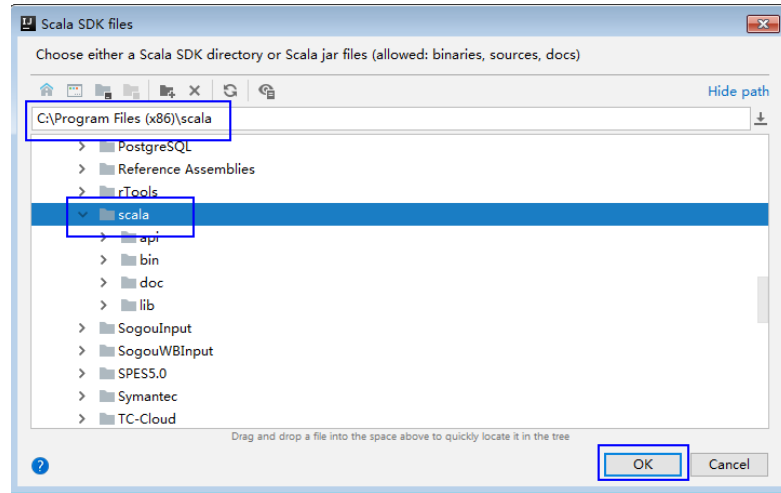 Scala SDK files
Choose either a Scala SDK directory or Scala jar files (allowed: binaries, sources, docs)
Hide path
C:\Program Files (x86)\scala
PostgreSQL
Reference Assemblies
rTools
scala
api
bin
doc
lib
SogouInput
SogouWBInput
SPES5.0
Symantec
TC-Cloud
Drag and drop a file into the space above to quickly locate it in the tree
? OK Cancel